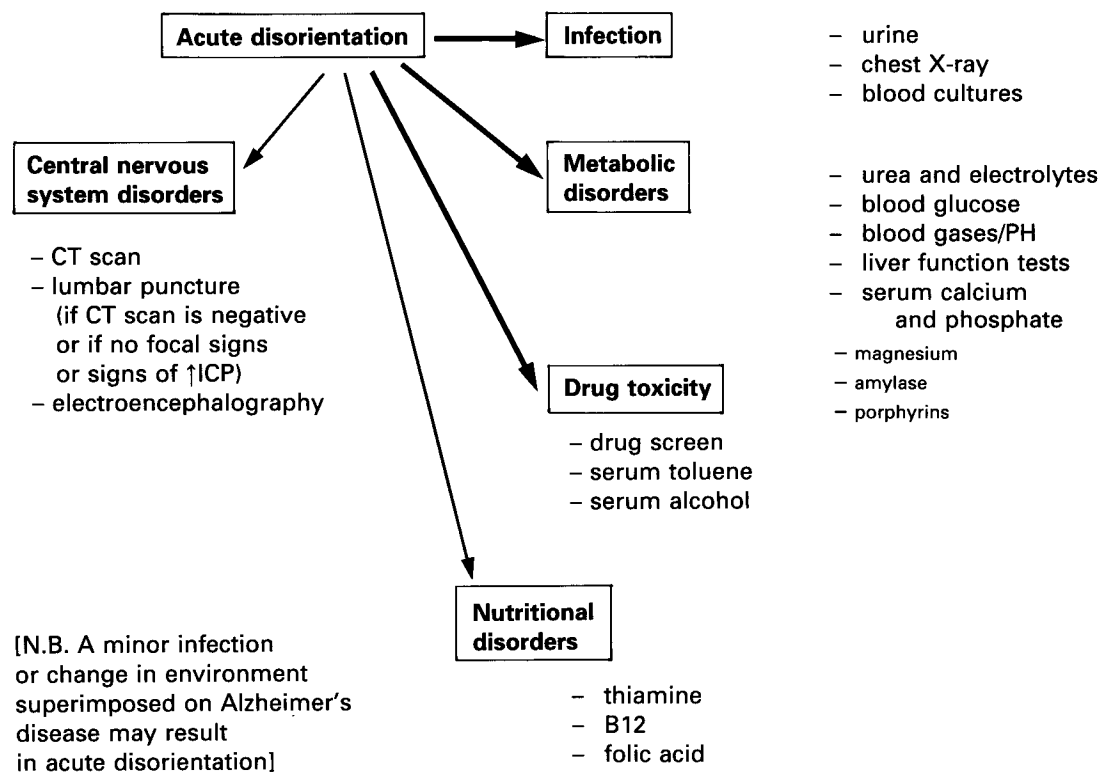 Acute disorientation
Infection
– urine
– chest X-ray
– blood cultures
Central nervous
system disorders
– CT scan
– lumbar puncture
(if CT scan is negative
or if no focal signs
or signs of ↑ICP)
– electroencephalography
Metabolic
disorders
– urea and electrolytes
– blood glucose
– blood gases/PH
– liver function tests
– serum calcium
and phosphate
– magnesium
– amylase
– porphyrins
Drug toxicity
– drug screen
– serum toluene
– serum alcohol
Nutritional
disorders
– thiamine
– B12
– folic acid
[N.B. A minor infection
or change in environment
superimposed on Alzheimer's
disease may result
in acute disorientation]